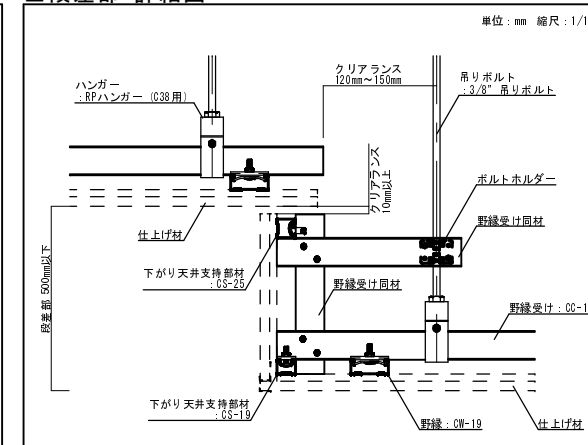 単位：mm 縮尺：1/1
ハンガー
：RPハンガー (C38用)
クリアランス
120mm～150mm
吊りボルト
：3/8" 吊りボルト
クリアランス
10mm以上
ボルトホルダー
仕上げ材
野縁受け同材
段差部 500mm以下
下がり天井支持部材
：CS-25
野縁受け同材
野縁受け：CC-1
下がり天井支持部材
：CS-19
野縁：CW-19
仕上げ材